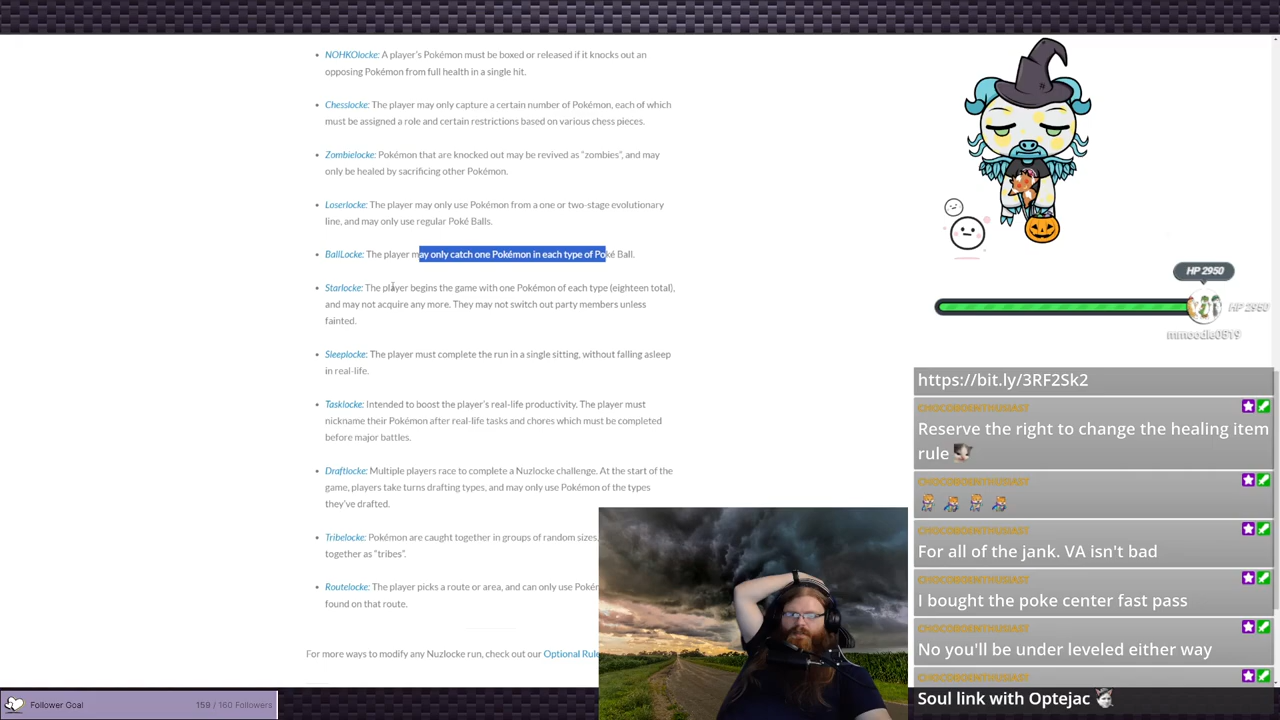 NOHKOlocke: A player's Pokémon must be boxed or released if it knocks out an
opposing Pokémon from full health in a single hit.
Chesslocke: The player may only capture a certain number of Pokémon, each of which
must be assigned a role and certain restrictions based on various chess pieces.
Zombielocke: Pokémon that are knocked out may be revived as "zombies", and may
only be healed by sacrificing other Pokémon.
Loserlocke: The player may only use Pokémon from a one or two-stage evolutionary
line, and may only use regular Poké Balls.
BallLocke: The player may only catch one Pokémon in each type of Poké Ball.
Starlocke: The player begins the game with one Pokémon of each type (eighteen total),
and may not acquire any more. They may not switch out party members unless
fainted.
Sleeplocke: The player must complete the run in a single sitting, without falling asleep
in real-life.
Tasklocke: Intended to boost the player's real-life productivity. The player must
nickname their Pokémon after real-life tasks and chores which must be completed
before major battles.
Draftlocke: Multiple players race to complete a Nuzlocke challenge. At the start of the
game, players take turns drafting types, and may only use Pokémon of the types
they've drafted.
Tribelocke: Pokémon are caught together in groups of random sizes,
together as "tribes".
Routelocke: The player picks a route or area, and can only use Pokém
found on that route.
For more ways to modify any Nuzlocke run, check out our Optional Rule
HP 2950
HP 2950
mmoodle0519
https://bit.ly/3RF2Sk2
CHOCOBOENTHUSIAST
Reserve the right to change the healing item
rule
CHOCOBOENTHUSIAST
CHOCOBOENTHUSIAST
For all of the jank. VA isn't bad
CHOCOBOENTHUSIAST
I bought the poke center fast pass
CHOCOBOENTHUSIAST
No you'll be under leveled either way
CHOCOBOENTHUSIAST
Soul link with Optejac
Follower Goal
159 / 160 Followers